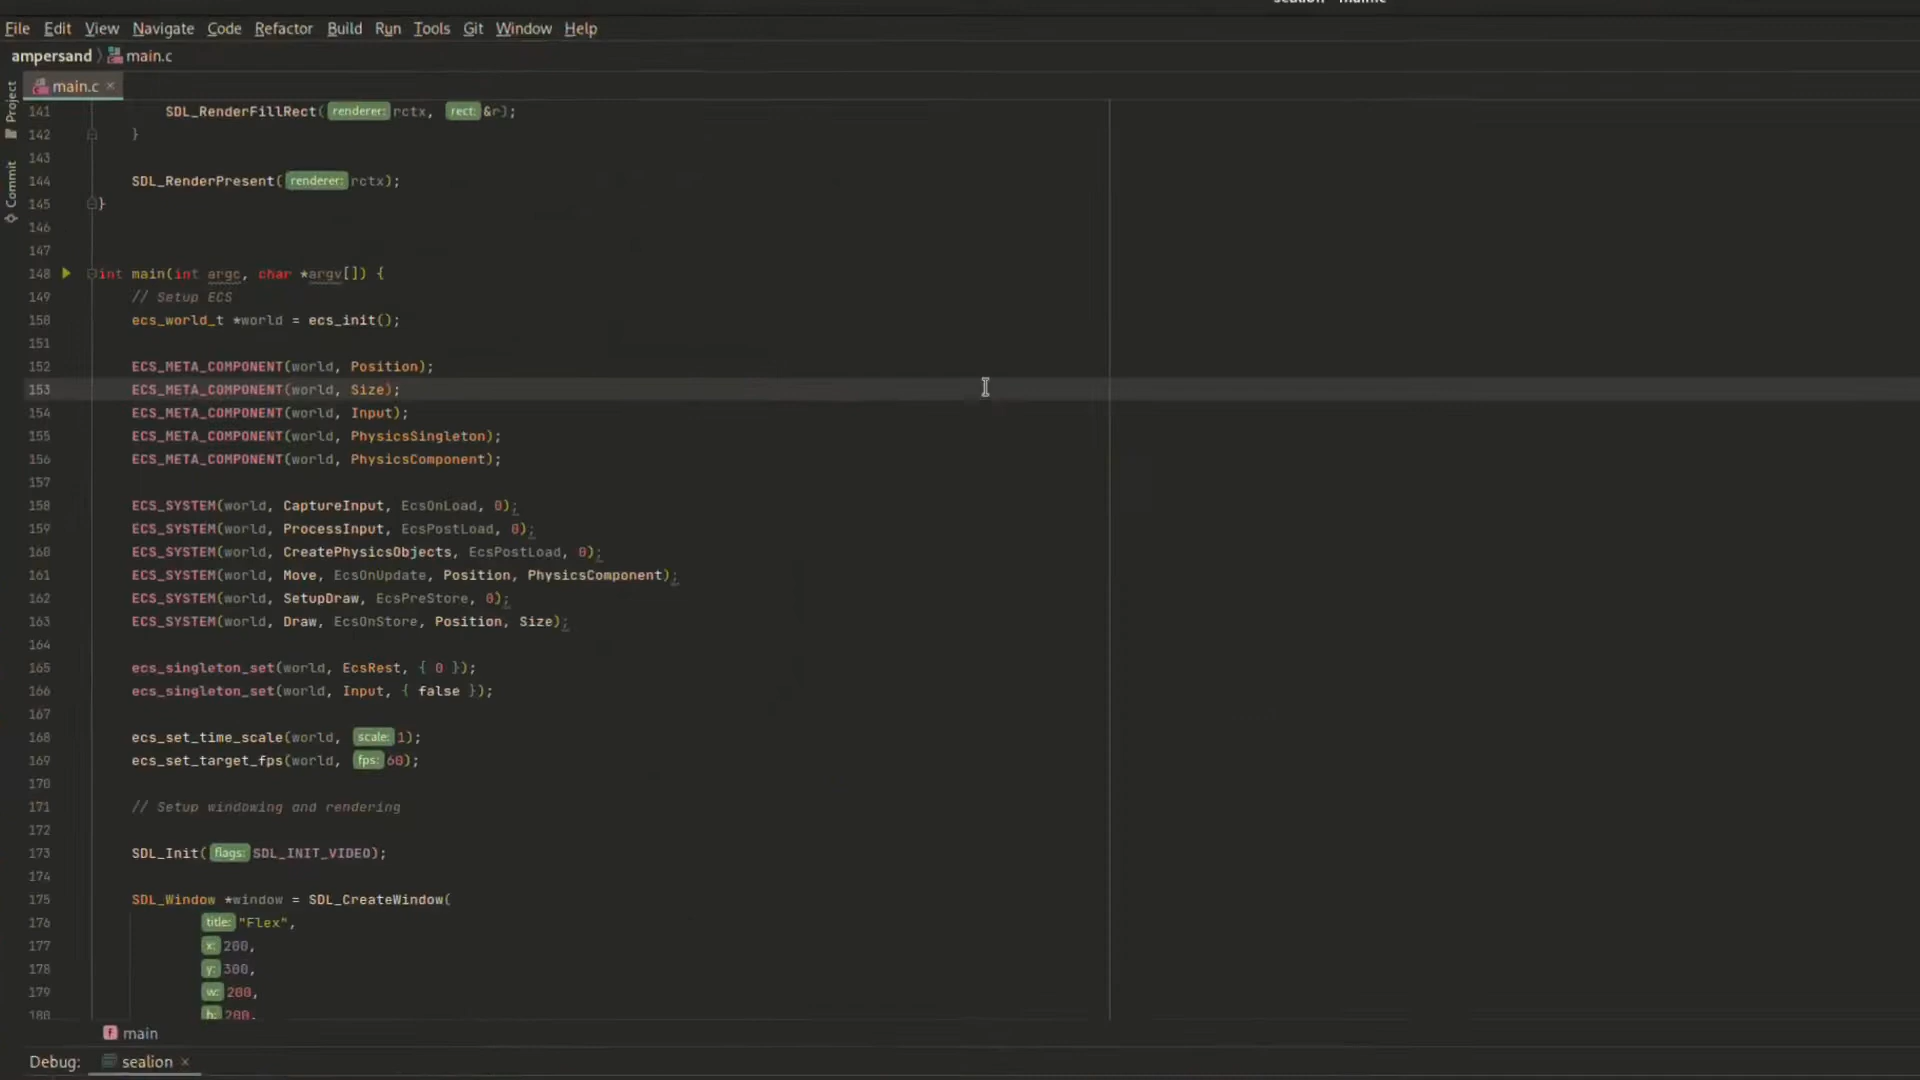 File Edit View Navigate Code Refactor Build Run Tools Git Window Help
ampersand main.c
main.c ×
Project
Commit
141 SDL_RenderFillRect( renderer: rctx, rect: &r);
142 }
143
144 SDL_RenderPresent( renderer: rctx);
145 }
146
147
148 int main(int argc, char *argv[]) {
149 // Setup ECS
150 ecs_world_t *world = ecs_init();
151
152 ECS_META_COMPONENT(world, Position);
153 ECS_META_COMPONENT(world, Size);
154 ECS_META_COMPONENT(world, Input);
155 ECS_META_COMPONENT(world, PhysicsSingleton);
156 ECS_META_COMPONENT(world, PhysicsComponent);
157
158 ECS_SYSTEM(world, CaptureInput, EcsOnLoad, 0);
159 ECS_SYSTEM(world, ProcessInput, EcsPostLoad, 0);
160 ECS_SYSTEM(world, CreatePhysicsObjects, EcsPostLoad, 0);
161 ECS_SYSTEM(world, Move, EcsOnUpdate, Position, PhysicsComponent);
162 ECS_SYSTEM(world, SetupDraw, EcsPreStore, 0);
163 ECS_SYSTEM(world, Draw, EcsOnStore, Position, Size);
164
165 ecs_singleton_set(world, EcsRest, { 0 });
166 ecs_singleton_set(world, Input, { false });
167
168 ecs_set_time_scale(world, scale: 1);
169 ecs_set_target_fps(world, fps: 60);
170
171 // Setup windowing and rendering
172
173 SDL_Init( flags: SDL_INIT_VIDEO);
174
175 SDL_Window *window = SDL_CreateWindow(
176 title: "Flex",
177 x: 200,
178 y: 300,
179 w: 200,
180 h: 200,
main
Debug: sealion ×